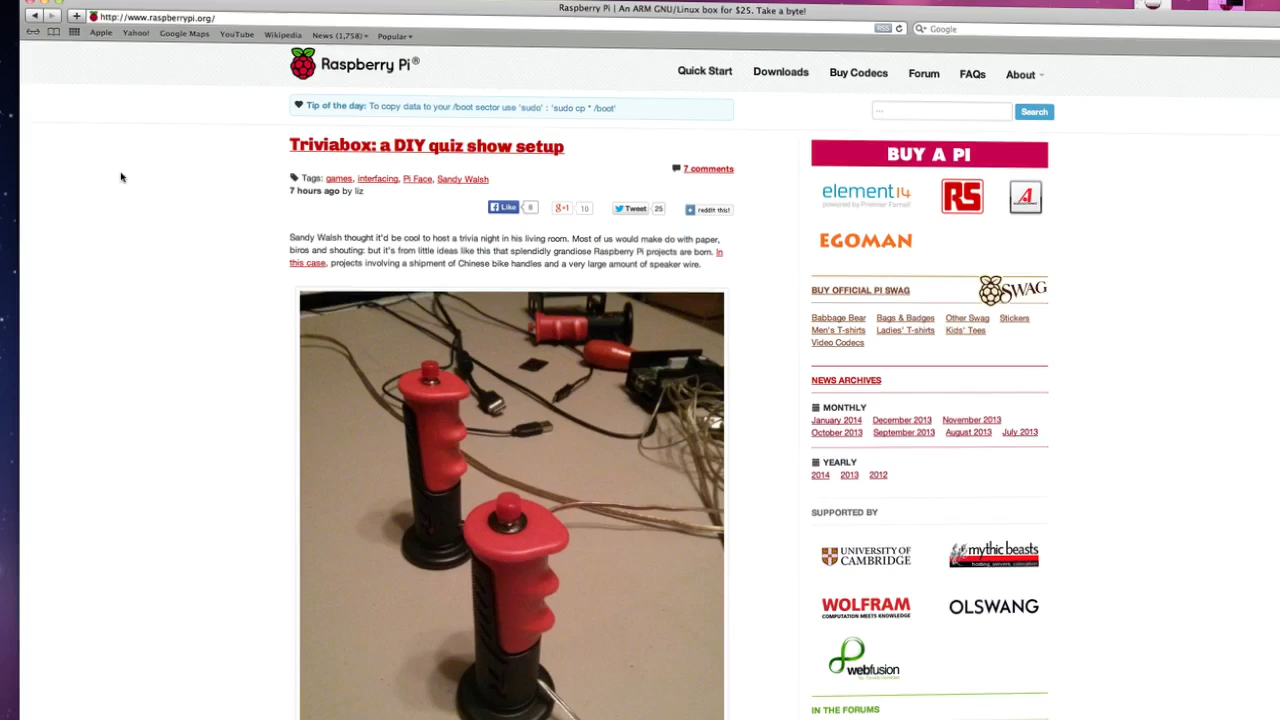 Raspberry Pi | An ARM GNU/Linux box for $25. Take a byte!
http://www.raspberrypi.org/
RSS
Google
Apple Yahoo! Google Maps YouTube Wikipedia News (1,758) Popular
Raspberry Pi®
Quick Start Downloads Buy Codecs Forum FAQs About
Tip of the day: To copy data to your /boot sector use 'sudo' : 'sudo cp * /boot'
... Search
Triviabox: a DIY quiz show setup
7 comments
Tags: games, interfacing, Pi Face, Sandy Walsh
7 hours ago by liz
Like 8 g+1 10 Tweet 25 reddit this!
Sandy Walsh thought it'd be cool to host a trivia night in his living room. Most of us would make do with paper,
biros and shouting: but it's from little ideas like this that splendidly grandiose Raspberry Pi projects are born. In
this case, projects involving a shipment of Chinese bike handles and a very large amount of speaker wire.
BUY A PI
element14
powered by Premier Farnell
RS
A
EGOMAN
BUY OFFICIAL PI SWAG
SWAG
Babbage Bear Bags & Badges Other Swag Stickers
Men's T-shirts Ladies' T-shirts Kids' Tees
Video Codecs
NEWS ARCHIVES
MONTHLY
January 2014 December 2013 November 2013
October 2013 September 2013 August 2013 July 2013
YEARLY
2014 2013 2012
SUPPORTED BY
UNIVERSITY OF
CAMBRIDGE
mythic beasts
hosting, servers, colocation
WOLFRAM
COMPUTATION MEETS KNOWLEDGE
OLSWANG
webfusion
IN THE FORUMS